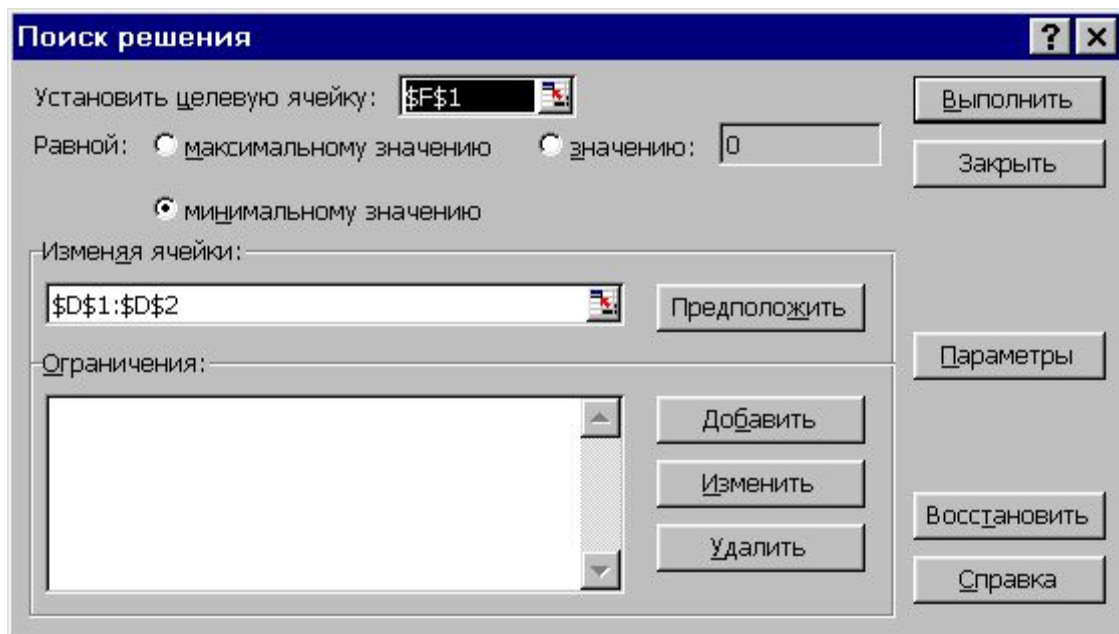 Поиск решения ? ×
Установить целевую ячейку: $F$1 Выполнить
Равной: максимальному значению значению: 0 Закрыть
минимальному значению
Изменяя ячейки:
$D$1:$D$2 Предположить
Параметры
Ограничения:
Добавить
Изменить
Восстановить
Удалить
Справка